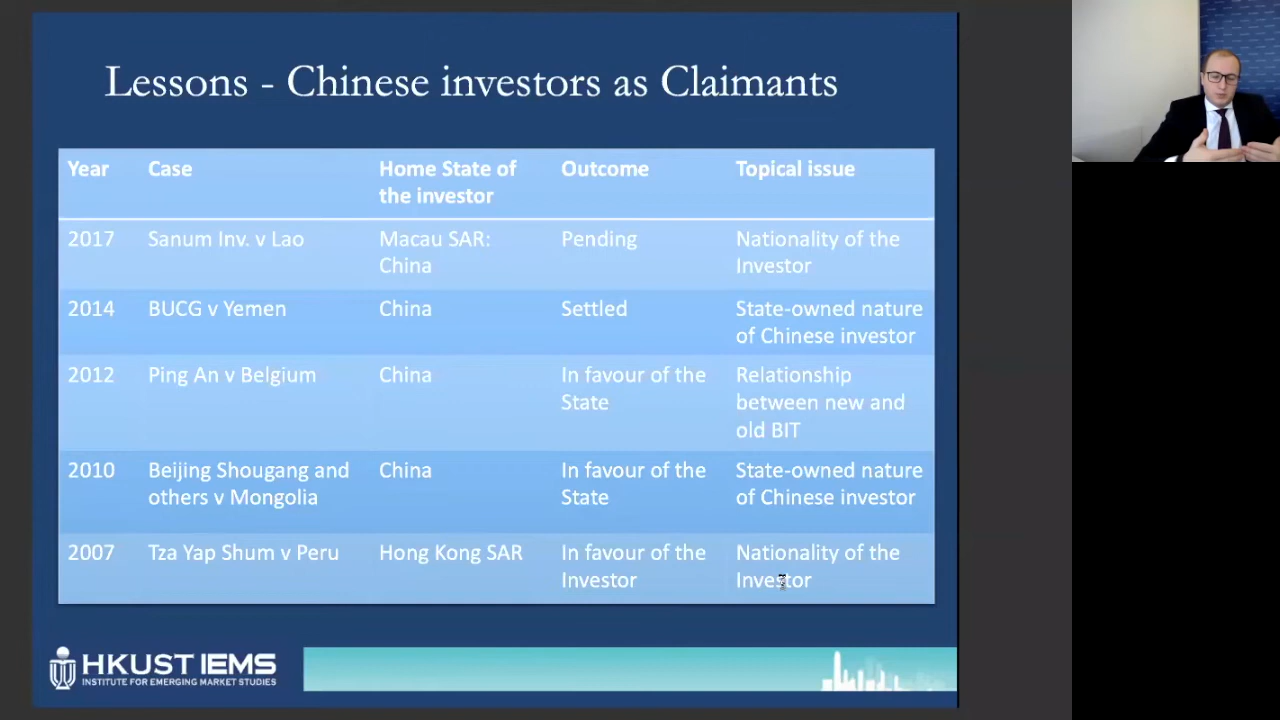 Lessons - Chinese investors as Claimants
Year Case Home State of the investor Outcome Topical issue
2017 Sanum Inv. v Lao Macau SAR: China Pending Nationality of the Investor
2014 BUCG v Yemen China Settled State-owned nature of Chinese investor
2012 Ping An v Belgium China In favour of the State Relationship between new and old BIT
2010 Beijing Shougang and others v Mongolia China In favour of the State State-owned nature of Chinese investor
2007 Tza Yap Shum v Peru Hong Kong SAR In favour of the Investor Nationality of the Investor
HKUST IEMS
INSTITUTE FOR EMERGING MARKET STUDIES